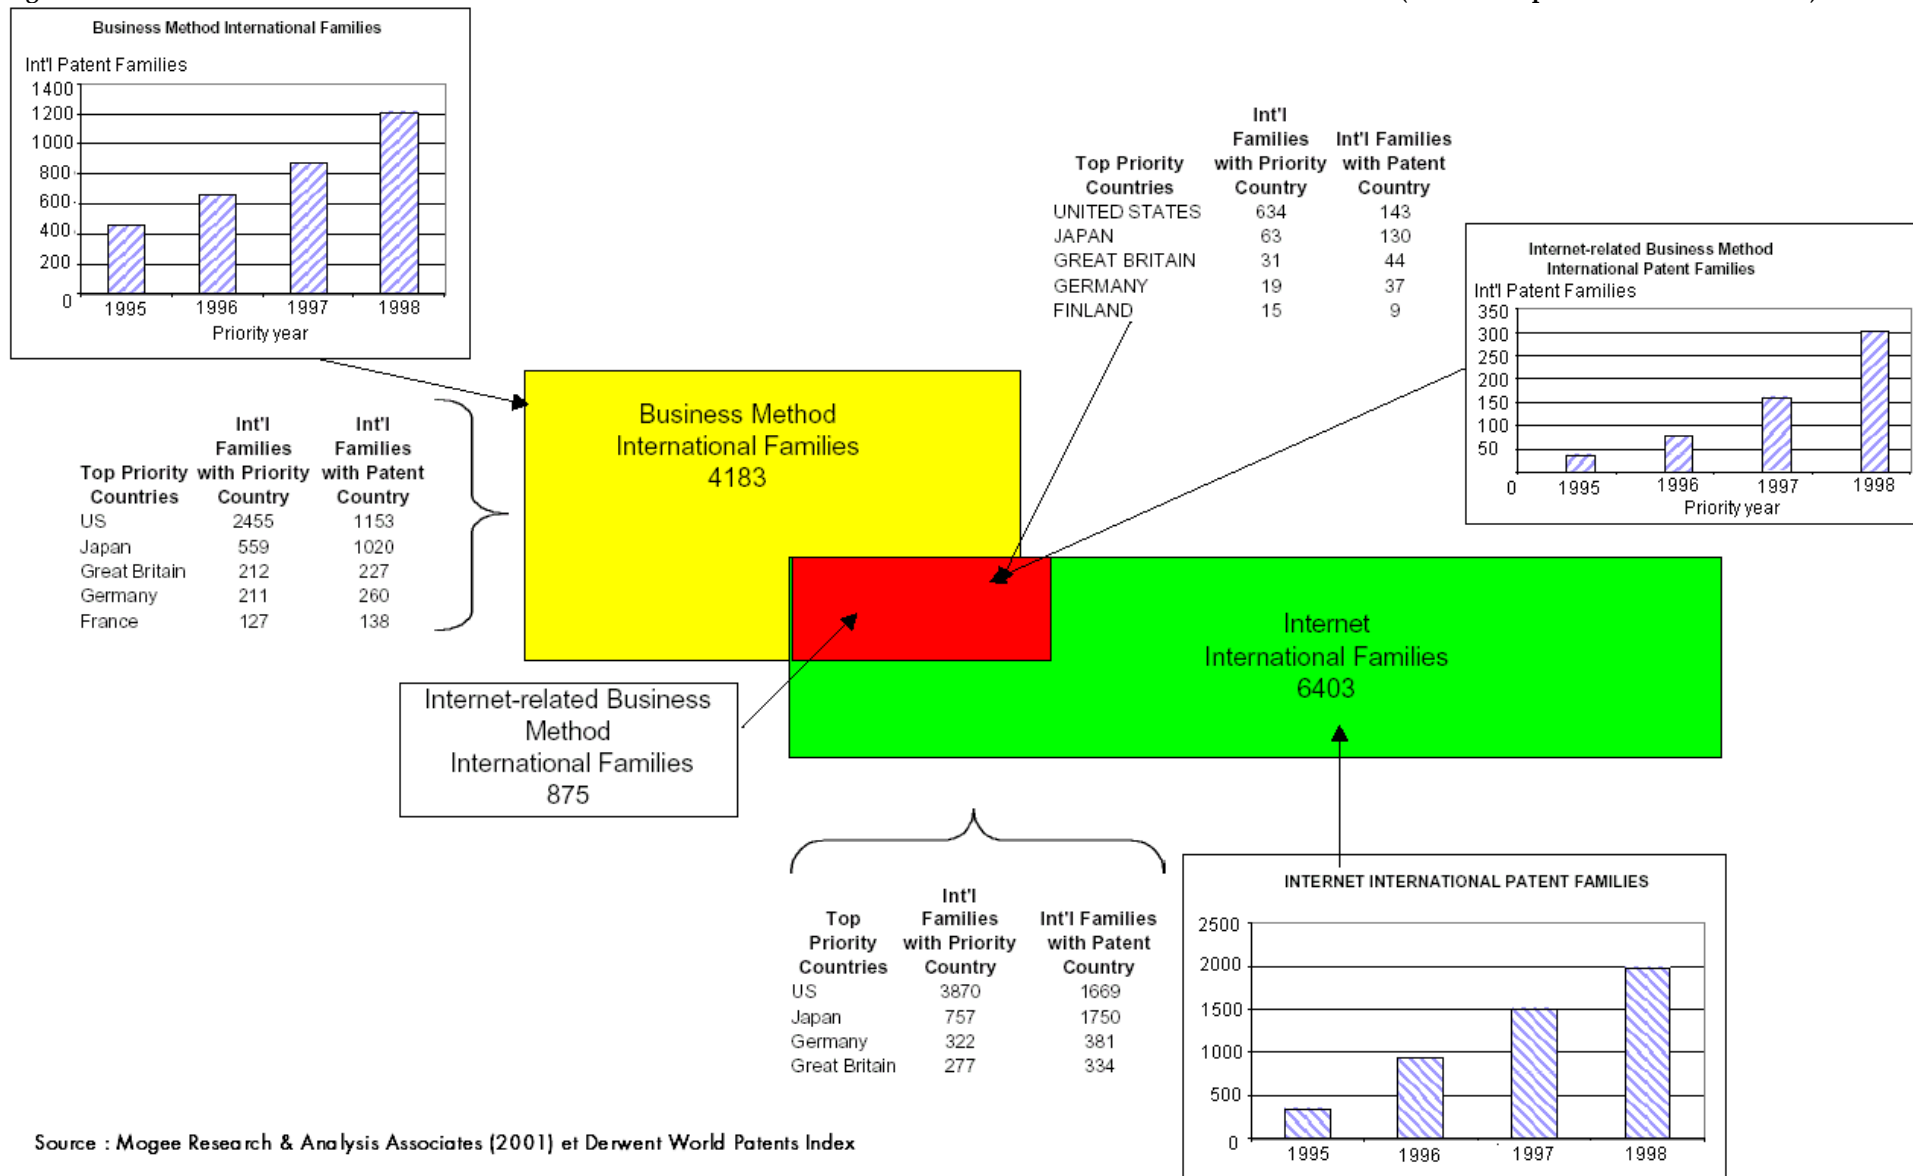 Business Method International Families
Int'l Patent Families
1400
1200
1000
800
600
400
200
0
1995 1996 1997 1998
Priority year
Int'l
Families Int'l Families
Top Priority with Priority with Patent
Countries Country Country
UNITED STATES 634 143
JAPAN 63 130
GREAT BRITAIN 31 44
GERMANY 19 37
FINLAND 15 9
Internet-related Business Method
International Patent Families
Int'l Patent Families
350
300
250
200
150
100
50
0
1995 1996 1997 1998
Priority year
Int'l Int'l
Families Families
Top Priority with Priority with Patent
Countries Country Country
US 2455 1153
Japan 559 1020
Great Britain 212 227
Germany 211 260
France 127 138
Business Method
International Families
4183
Internet
International Families
6403
Internet-related Business
Method
International Families
875
Int'l
Top Families Int'l Families
Priority with Priority with Patent
Countries Country Country
US 3870 1669
Japan 757 1750
Germany 322 381
Great Britain 277 334
INTERNET INTERNATIONAL PATENT FAMILIES
2500
2000
1500
1000
500
0
1995 1996 1997 1998
Source : Mogee Research & Analysis Associates (2001) et Derwent World Patents Index